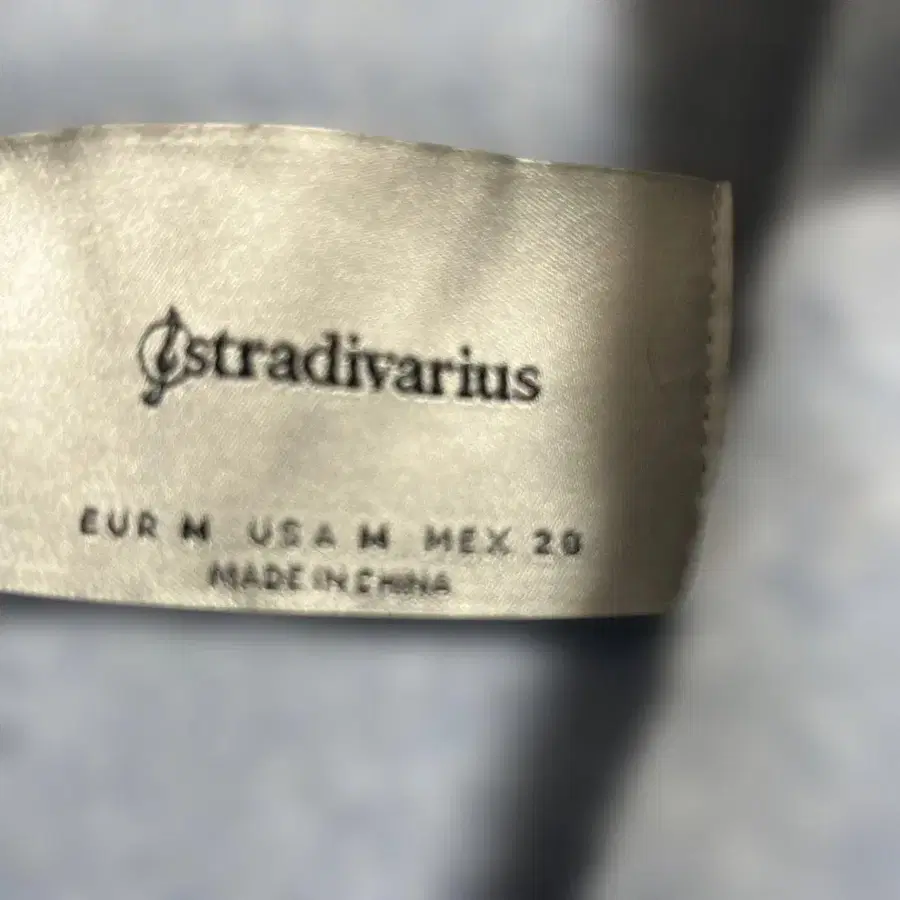 stradivarius
EUR M USA M MEX 28
MADE IN CHINA